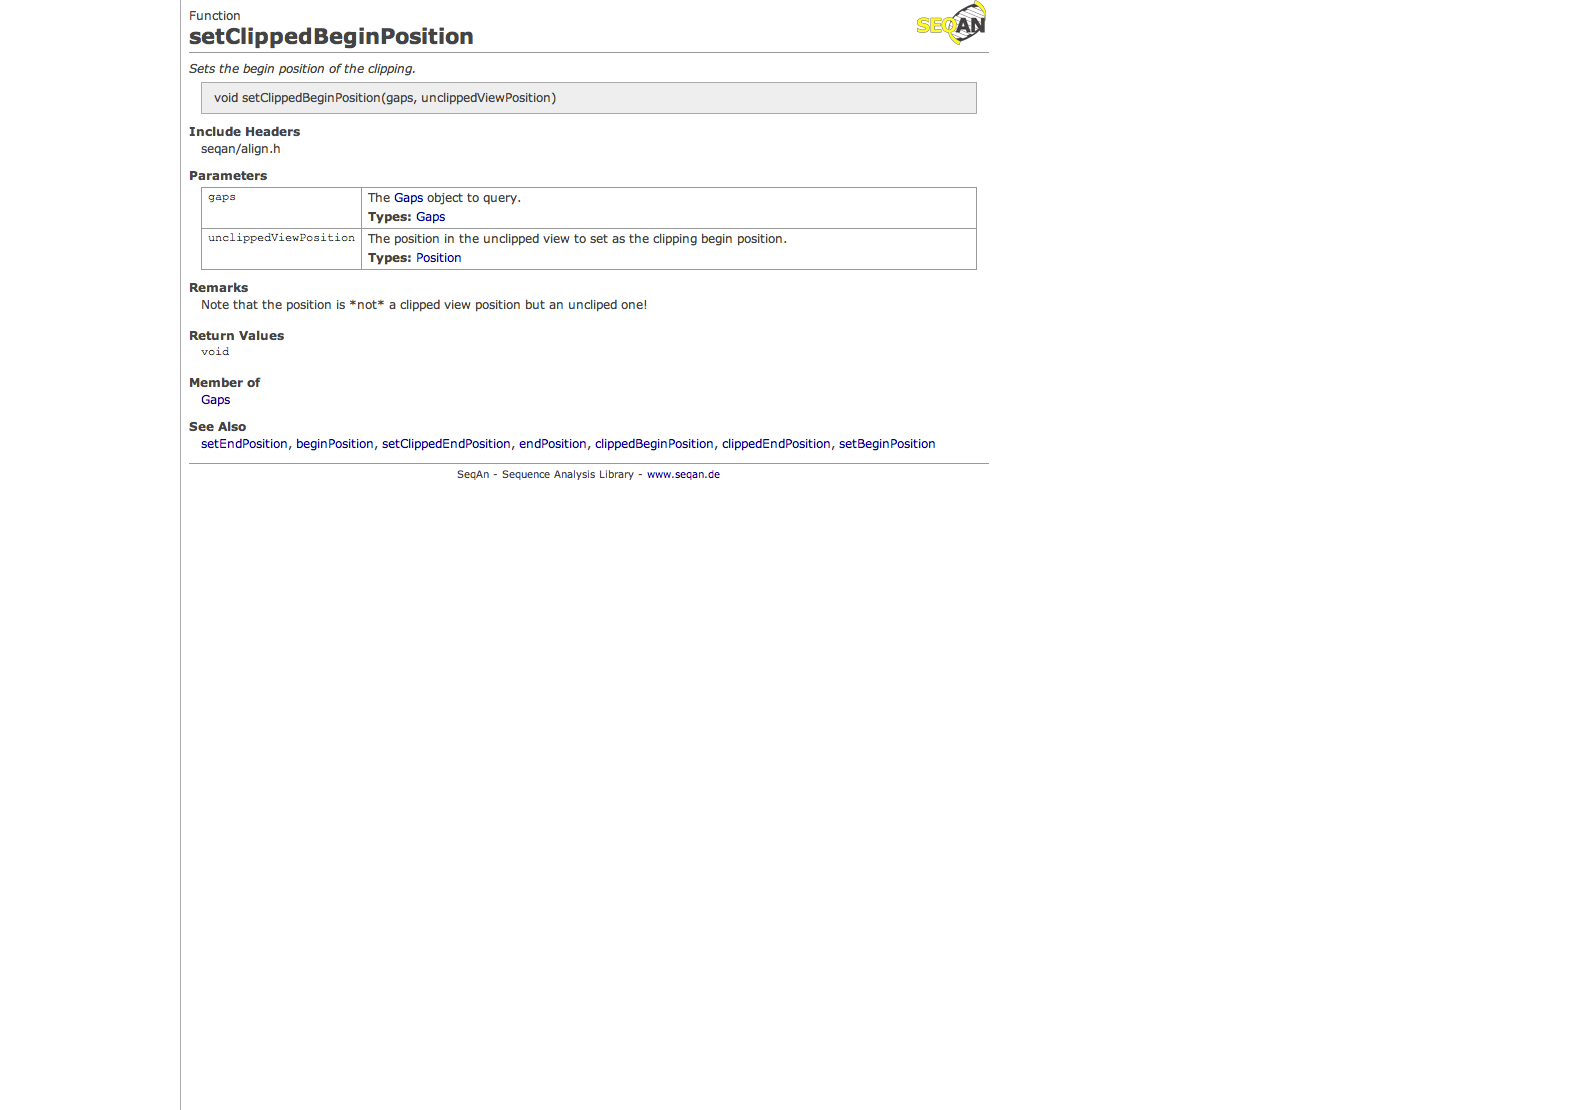 Function
SEQAN
setClippedBeginPosition
Sets the begin position of the clipping.
void setClippedBeginPosition(gaps, unclippedViewPosition)
Include Headers
seqan/align.h
Parameters
gaps The Gaps object to query.
Types: Gaps
unclippedViewPosition The position in the unclipped view to set as the clipping begin position.
Types: Position
Remarks
Note that the position is *not* a clipped view position but an uncliped one!
Return Values
void
Member of
Gaps
See Also
setEndPosition, beginPosition, setClippedEndPosition, endPosition, clippedBeginPosition, clippedEndPosition, setBeginPosition
SeqAn - Sequence Analysis Library - www.seqan.de